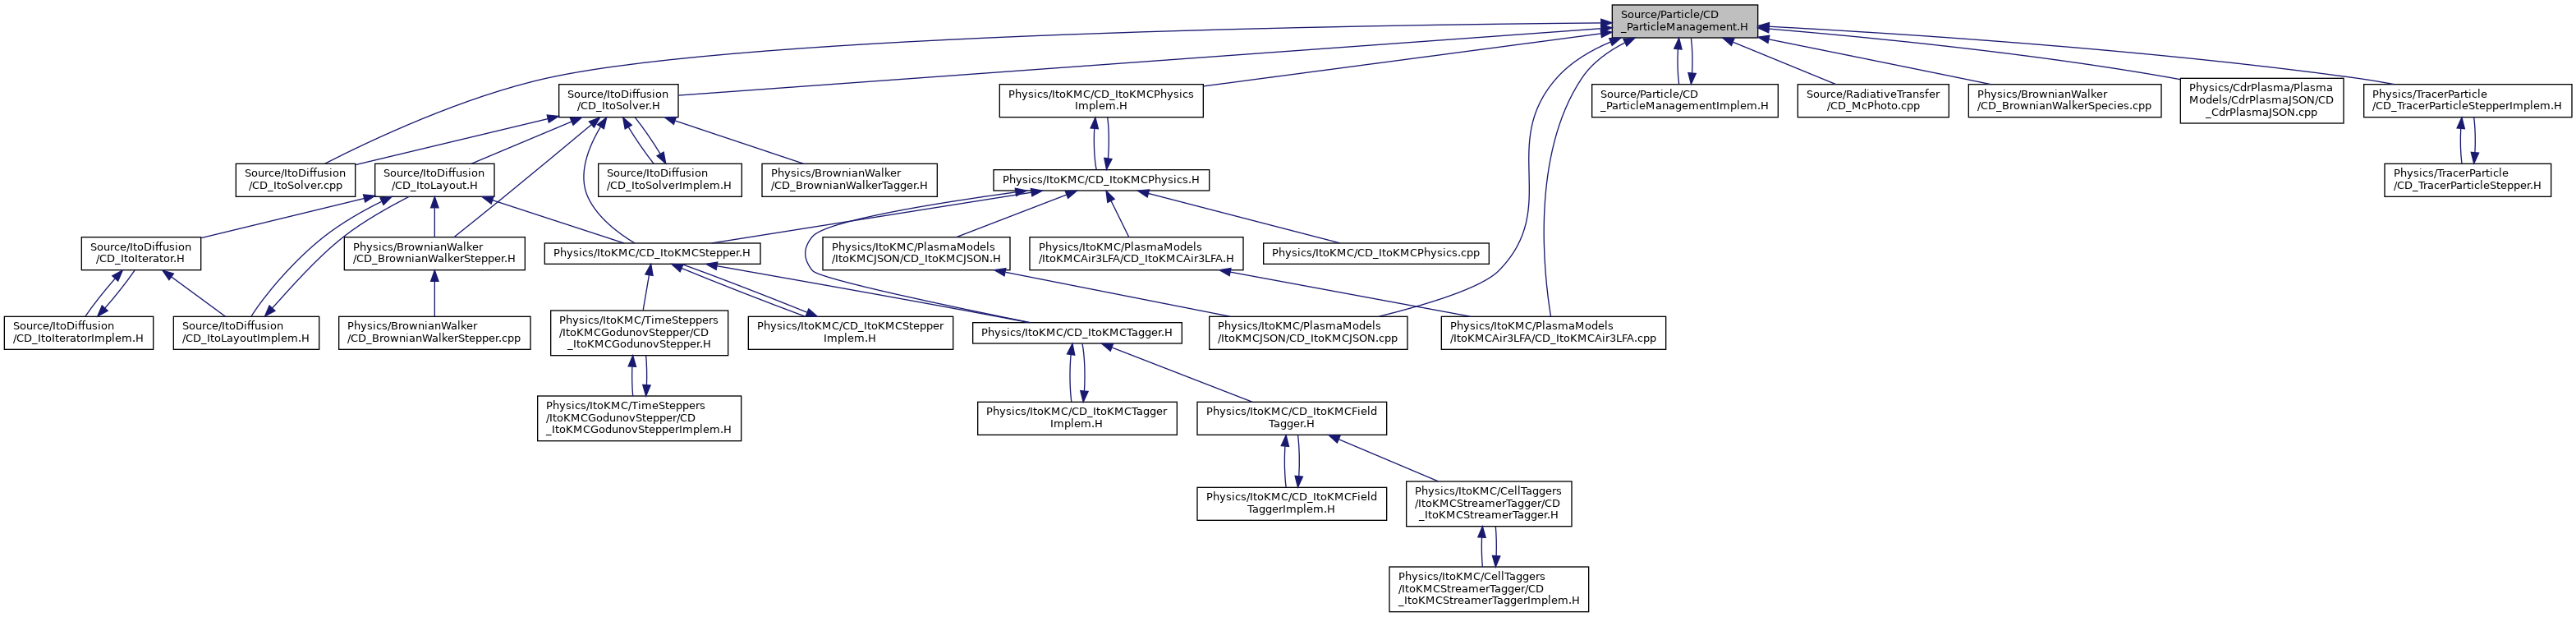 Source/Particle/CD
_ParticleManagement.H
Source/ItoDiffusion
/CD_ItoSolver.H
Physics/ItoKMC/CD_ItoKMCPhysics
Implem.H
Source/Particle/CD
_ParticleManagementImplem.H
Source/RadiativeTransfer
/CD_McPhoto.cpp
Physics/BrownianWalker
/CD_BrownianWalkerSpecies.cpp
Physics/CdrPlasma/Plasma
Models/CdrPlasmaJSON/CD
_CdrPlasmaJSON.cpp
Physics/TracerParticle
/CD_TracerParticleStepperImplem.H
Source/ItoDiffusion
/CD_ItoSolver.cpp
Source/ItoDiffusion
/CD_ItoLayout.H
Source/ItoDiffusion
/CD_ItoSolverImplem.H
Physics/BrownianWalker
/CD_BrownianWalkerTagger.H
Physics/ItoKMC/CD_ItoKMCPhysics.H
Physics/TracerParticle
/CD_TracerParticleStepper.H
Source/ItoDiffusion
/CD_ItoIterator.H
Physics/BrownianWalker
/CD_BrownianWalkerStepper.H
Physics/ItoKMC/CD_ItoKMCStepper.H
Physics/ItoKMC/PlasmaModels
/ItoKMCJSON/CD_ItoKMCJSON.H
Physics/ItoKMC/PlasmaModels
/ItoKMCAir3LFA/CD_ItoKMCAir3LFA.H
Physics/ItoKMC/CD_ItoKMCPhysics.cpp
Source/ItoDiffusion
/CD_ItoIteratorImplem.H
Source/ItoDiffusion
/CD_ItoLayoutImplem.H
Physics/BrownianWalker
/CD_BrownianWalkerStepper.cpp
Physics/ItoKMC/TimeSteppers
/ItoKMCGodunovStepper/CD
_ItoKMCGodunovStepper.H
Physics/ItoKMC/CD_ItoKMCStepper
Implem.H
Physics/ItoKMC/CD_ItoKMCTagger.H
Physics/ItoKMC/PlasmaModels
/ItoKMCJSON/CD_ItoKMCJSON.cpp
Physics/ItoKMC/PlasmaModels
/ItoKMCAir3LFA/CD_ItoKMCAir3LFA.cpp
Physics/ItoKMC/TimeSteppers
/ItoKMCGodunovStepper/CD
_ItoKMCGodunovStepperImplem.H
Physics/ItoKMC/CD_ItoKMCTagger
Implem.H
Physics/ItoKMC/CD_ItoKMCField
Tagger.H
Physics/ItoKMC/CD_ItoKMCField
TaggerImplem.H
Physics/ItoKMC/CellTaggers
/ItoKMCStreamerTagger/CD
_ItoKMCStreamerTagger.H
Physics/ItoKMC/CellTaggers
/ItoKMCStreamerTagger/CD
_ItoKMCStreamerTaggerImplem.H